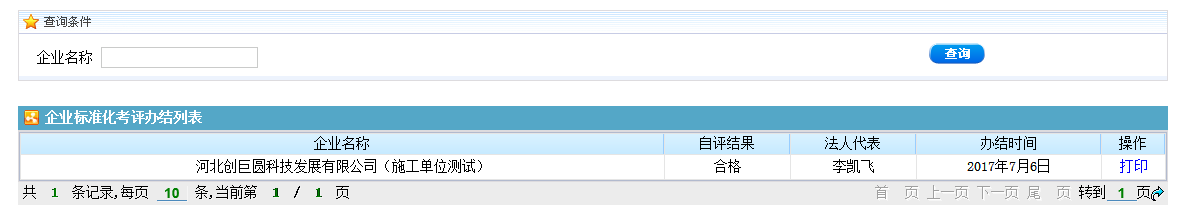 查询条件
企业名称 查询
企业标准化考评办结列表
企业名称 自评结果 法人代表 办结时间 操作
河北创巨圆科技发展有限公司（施工单位测试） 合格 李凯飞 2017年7月6日 打印
共 1 条记录,每页 10 条,当前第 1 / 1 页 首 页 上一页 下一页 尾 页 转到 1 页